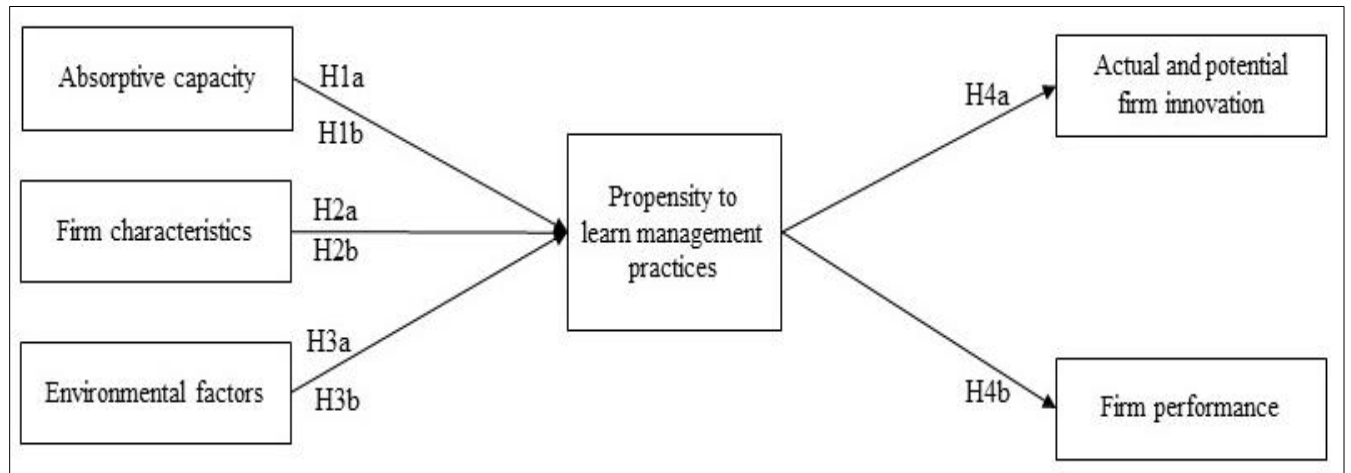 Absorptive capacity
H1a
H1b
Firm characteristics
H2a
H2b
Environmental factors
H3a
H3b
Propensity to
learn management
practices
H4a
H4b
Actual and potential
firm innovation
Firm performance